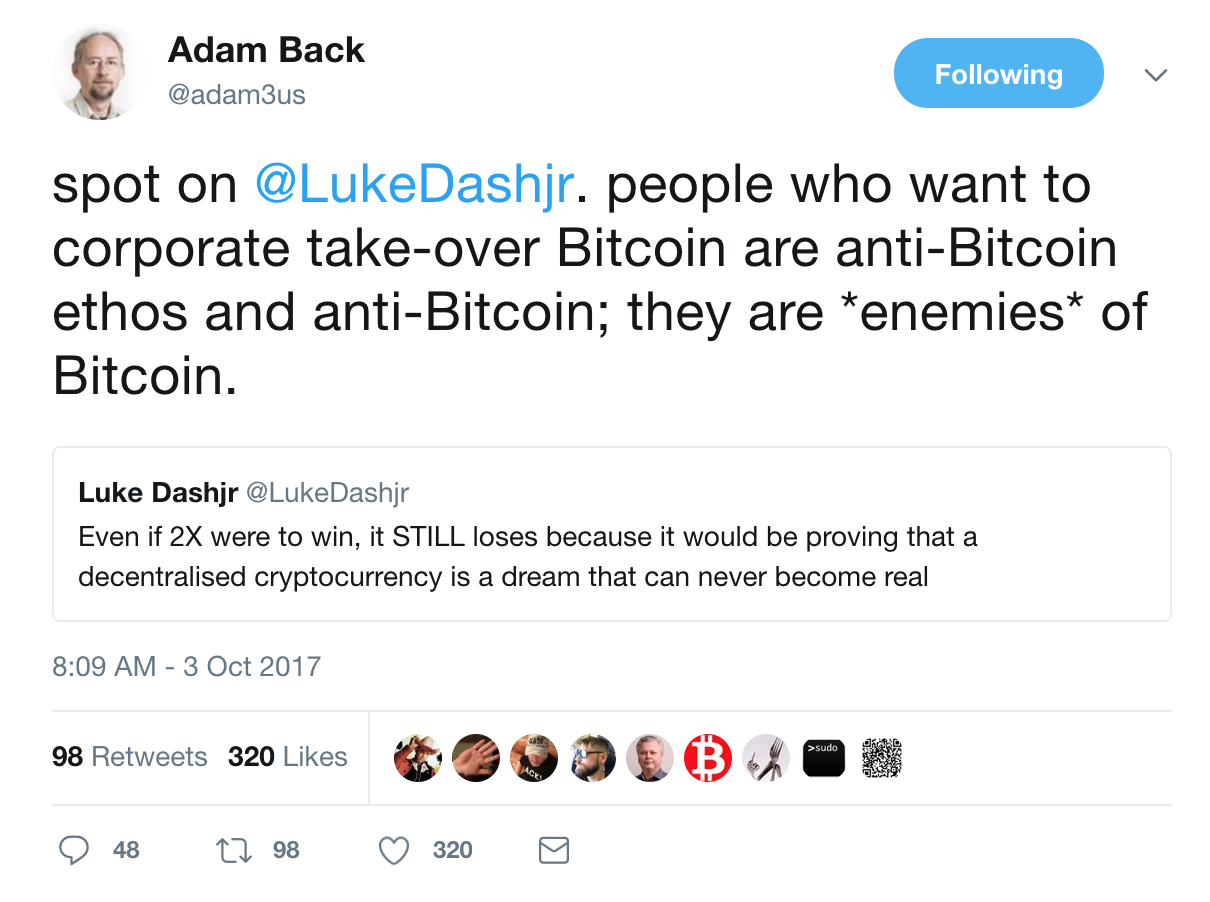 Adam Back
@adam3us
Following
spot on @LukeDashjr. people who want to
corporate take-over Bitcoin are anti-Bitcoin
ethos and anti-Bitcoin; they are *enemies* of
Bitcoin.
Luke Dashjr @LukeDashjr
Even if 2X were to win, it STILL loses because it would be proving that a
decentralised cryptocurrency is a dream that can never become real
8:09 AM - 3 Oct 2017
98 Retweets 320 Likes
>sudo
48 98 320